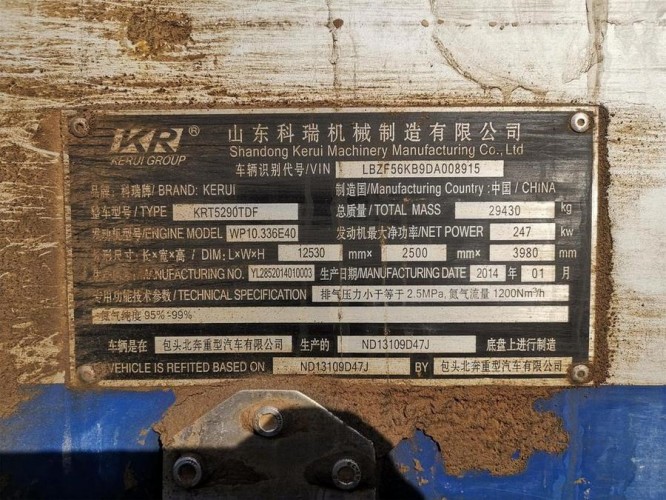 KR® 山东科瑞机械制造有限公司
KERUI GROUP Shandong Kerui Machinery Manufacturing Co., Ltd
车辆识别代号/VIN LBZF56KB9DA008915
品牌: 科瑞牌/ BRAND: KERUI 制造国/Manufacturing Country :中国 / CHINA
整车型号/ TYPE KRT5290TDF 总质量/ TOTAL MASS 29430 kg
发动机型号/ENGINE MODEL WP10.336E40 发动机最大净功率/NET POWER 247 kw
外形尺寸: 长×宽×高 / DIM: L×W×H 12530 mm× 2500 mm× 3980 mm
MANUFACTURING NO. YL2852014010003 生产日期/MANUFACTURING DATE 2014 年 01 月
专用功能技术参数/ TECHNICAL SPECIFICATION 排气压力小于等于 2.5MPa, 氮气流量 1200Nm³/h
氮气纯度 95%-99%
车辆是在 包头北奔重型汽车有限公司 生产的 ND13109D47J 底盘上进行制造
VEHICLE IS REFITED BASED ON ND13109D47J BY 包头北奔重型汽车有限公司